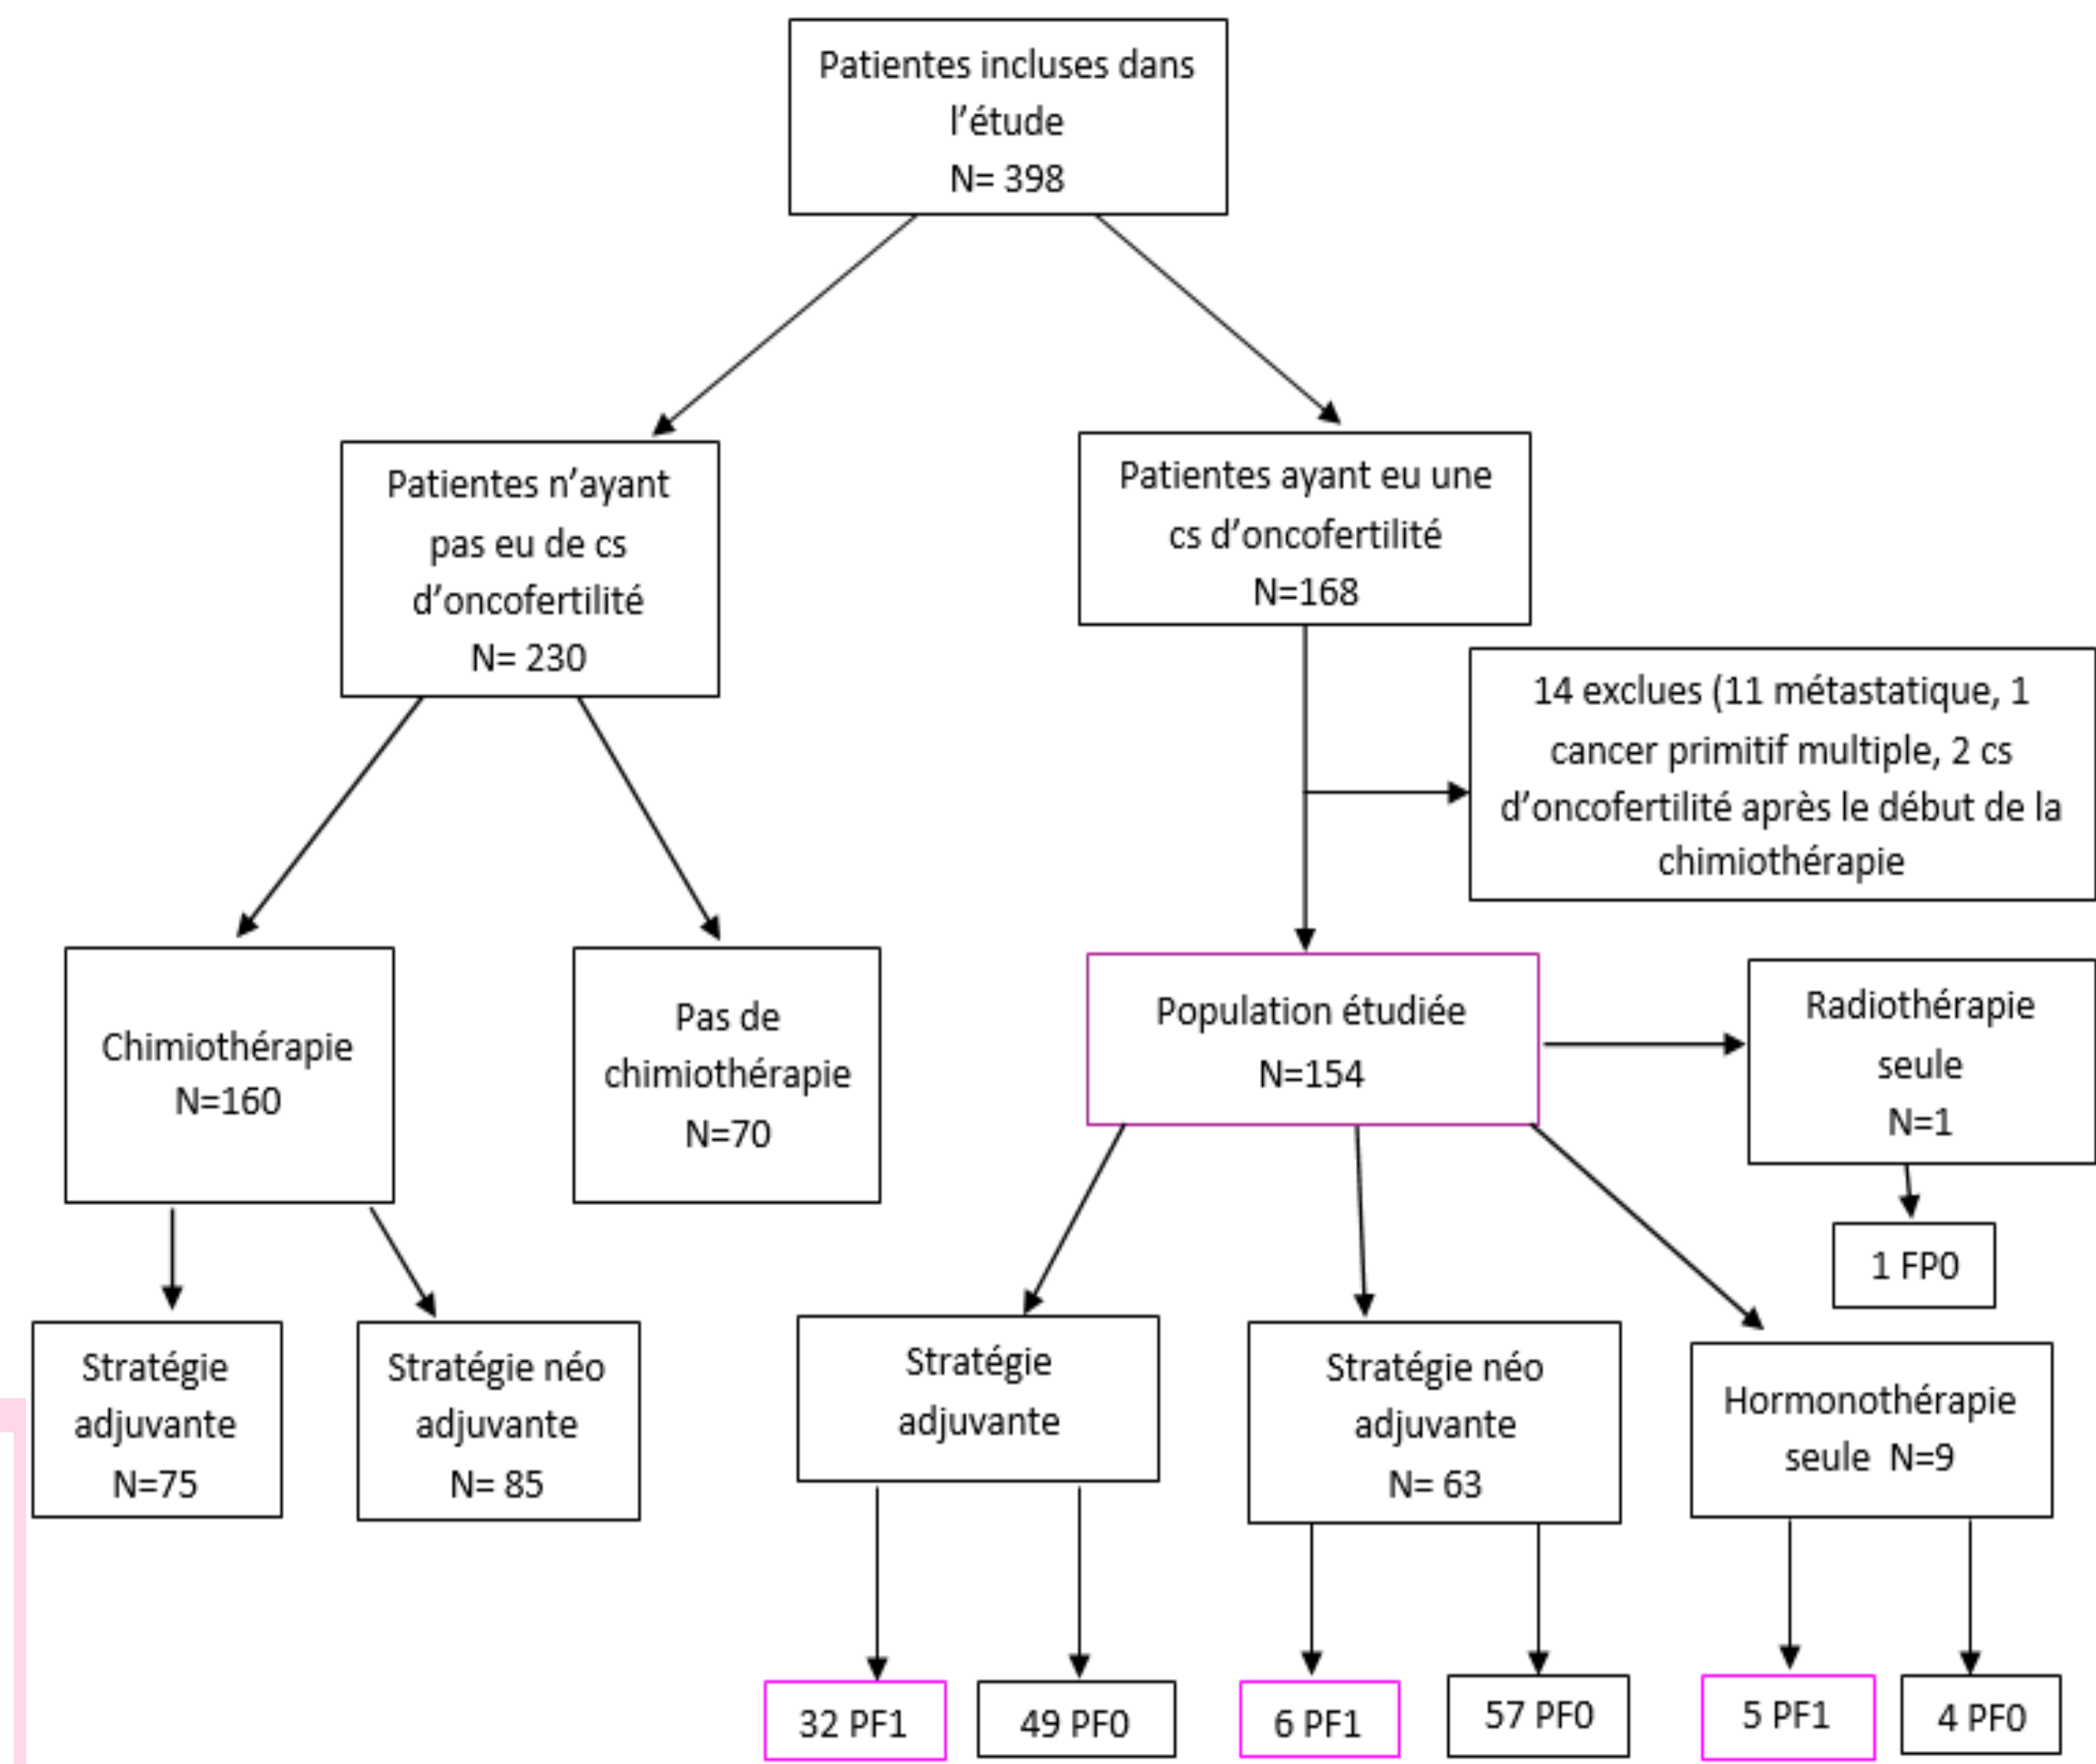 Patientes incluses dans
l'étude
N= 398
Patientes n'ayant
pas eu de cs
d'oncofertilité
N= 230
Patientes ayant eu une
cs d'oncofertilité
N=168
14 exclues (11 métastatique, 1
cancer primitif multiple, 2 cs
d'oncofertilité après le début de la
chimiothérapie
Chimiothérapie
N=160
Pas de
chimiothérapie
N=70
Population étudiée
N=154
Radiothérapie
seule
N=1
1 FP0
Stratégie
adjuvante
N=75
Stratégie néo
adjuvante
N= 85
Stratégie
adjuvante
Stratégie néo
adjuvante
N= 63
Hormonothérapie
seule  N=9
32 PF1
49 PF0
6 PF1
57 PF0
5 PF1
4 PF0